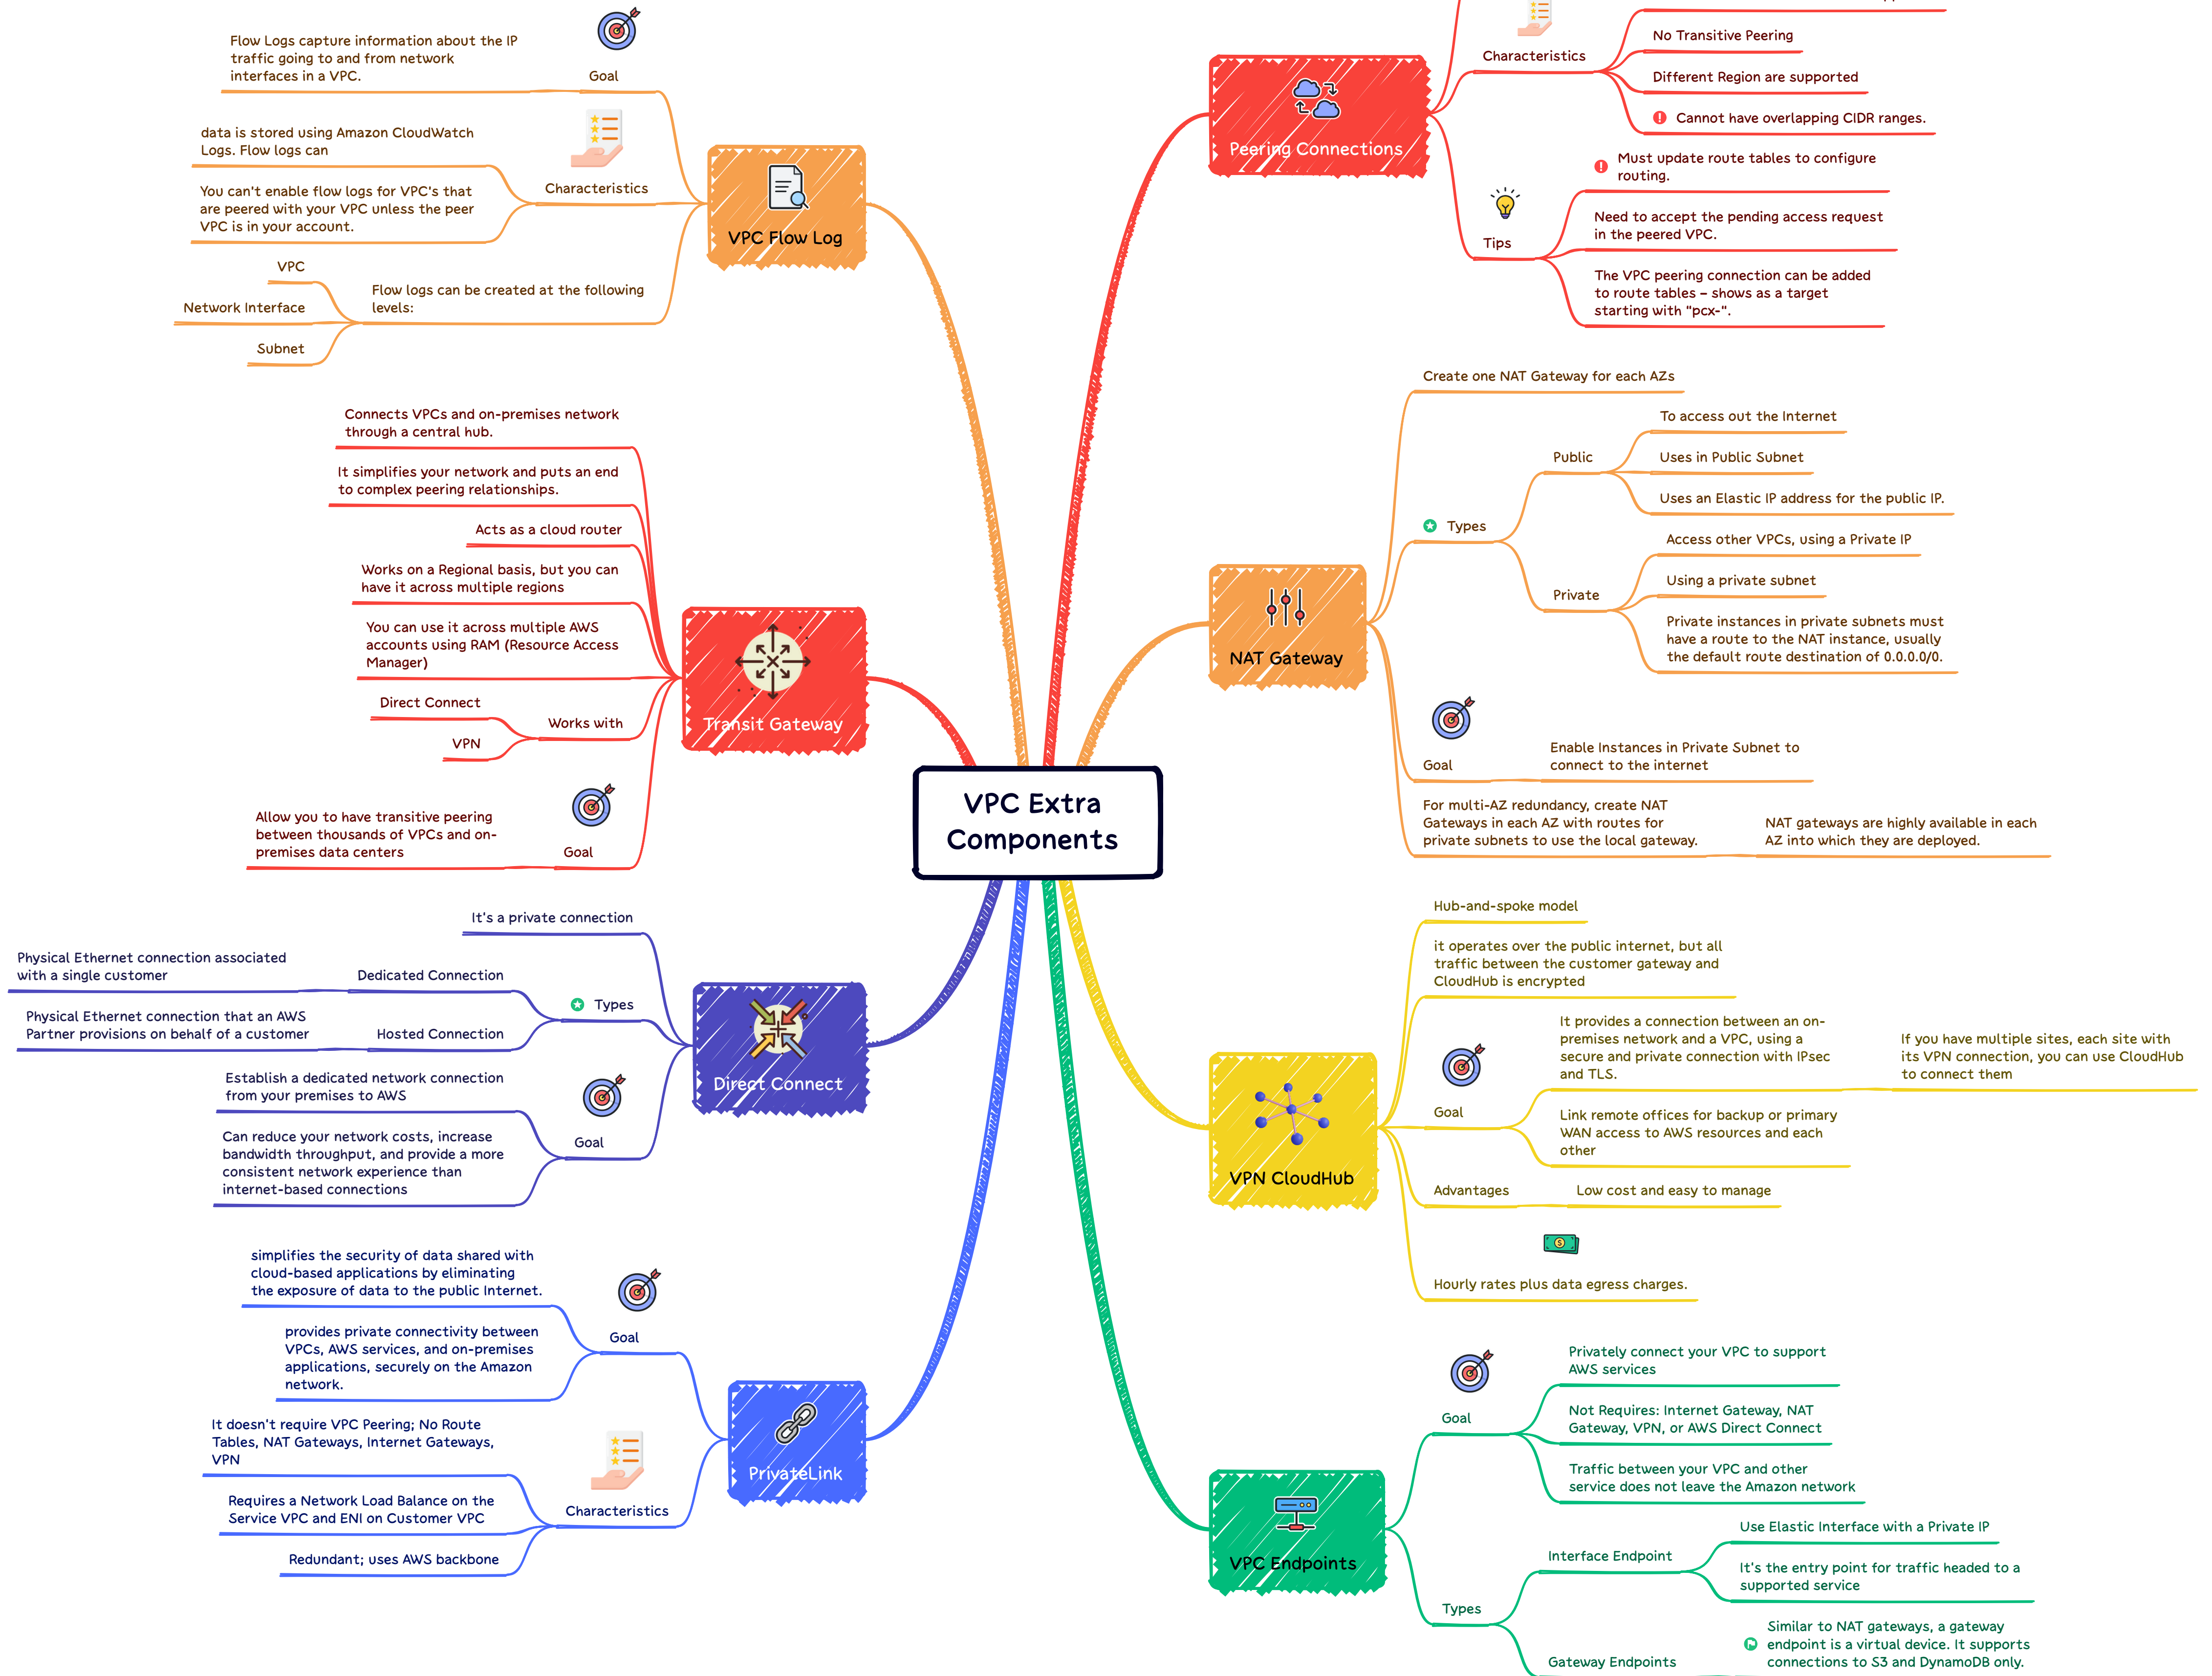 VPC Extra
Components
Flow Logs capture information about the IP
traffic going to and from network
interfaces in a VPC.
Goal
data is stored using Amazon CloudWatch
Logs. Flow logs can
You can't enable flow logs for VPC's that
are peered with your VPC unless the peer
VPC is in your account.
Characteristics
VPC
Network Interface
Subnet
Flow logs can be created at the following
levels:
VPC Flow Log
Connects VPCs and on-premises network
through a central hub.
It simplifies your network and puts an end
to complex peering relationships.
Acts as a cloud router
Works on a Regional basis, but you can
have it across multiple regions
You can use it across multiple AWS
accounts using RAM (Resource Access
Manager)
Direct Connect
VPN
Works with
Allow you to have transitive peering
between thousands of VPCs and on-
premises data centers
Goal
Transit Gateway
It's a private connection
Physical Ethernet connection associated
with a single customer
Dedicated Connection
Physical Ethernet connection that an AWS
Partner provisions on behalf of a customer
Hosted Connection
Types
Establish a dedicated network connection
from your premises to AWS
Can reduce your network costs, increase
bandwidth throughput, and provide a more
consistent network experience than
internet-based connections
Goal
Direct Connect
simplifies the security of data shared with
cloud-based applications by eliminating
the exposure of data to the public Internet.
provides private connectivity between
VPCs, AWS services, and on-premises
applications, securely on the Amazon
network.
Goal
It doesn't require VPC Peering; No Route
Tables, NAT Gateways, Internet Gateways,
VPN
Requires a Network Load Balance on the
Service VPC and ENI on Customer VPC
Redundant; uses AWS backbone
Characteristics
PrivateLink
Peering Connections
Characteristics
No Transitive Peering
Different Region are supported
Cannot have overlapping CIDR ranges.
Tips
Must update route tables to configure
routing.
Need to accept the pending access request
in the peered VPC.
The VPC peering connection can be added
to route tables – shows as a target
starting with "pcx-".
NAT Gateway
Create one NAT Gateway for each AZs
Types
Public
To access out the Internet
Uses in Public Subnet
Uses an Elastic IP address for the public IP.
Private
Access other VPCs, using a Private IP
Using a private subnet
Private instances in private subnets must
have a route to the NAT instance, usually
the default route destination of 0.0.0.0/0.
Goal
Enable Instances in Private Subnet to
connect to the internet
For multi-AZ redundancy, create NAT
Gateways in each AZ with routes for
private subnets to use the local gateway.
NAT gateways are highly available in each
AZ into which they are deployed.
VPN CloudHub
Hub-and-spoke model
it operates over the public internet, but all
traffic between the customer gateway and
CloudHub is encrypted
Goal
It provides a connection between an on-
premises network and a VPC, using a
secure and private connection with IPsec
and TLS.
If you have multiple sites, each site with
its VPN connection, you can use CloudHub
to connect them
Link remote offices for backup or primary
WAN access to AWS resources and each
other
Advantages
Low cost and easy to manage
Hourly rates plus data egress charges.
VPC Endpoints
Goal
Privately connect your VPC to support
AWS services
Not Requires: Internet Gateway, NAT
Gateway, VPN, or AWS Direct Connect
Traffic between your VPC and other
service does not leave the Amazon network
Types
Interface Endpoint
Use Elastic Interface with a Private IP
It's the entry point for traffic headed to a
supported service
Gateway Endpoints
Similar to NAT gateways, a gateway
endpoint is a virtual device. It supports
connections to S3 and DynamoDB only.